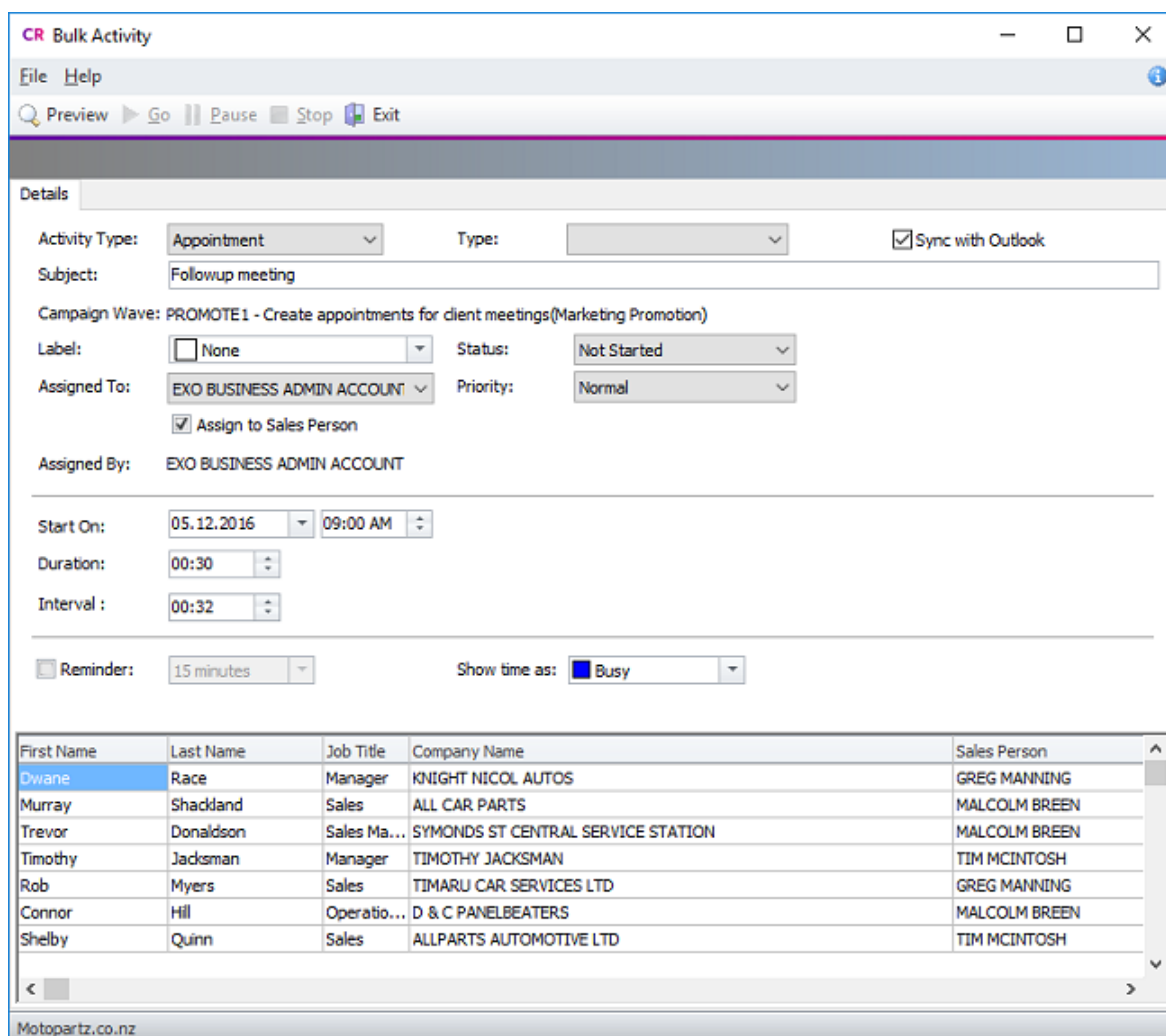 CR Bulk Activity
File Help
Preview Go Pause Stop Exit
Details
Activity Type: Appointment Type: Sync with Outlook
Subject: Followup meeting
Campaign Wave: PROMOTE1 - Create appointments for client meetings(Marketing Promotion)
Label: None Status: Not Started
Assigned To: EXO BUSINESS ADMIN ACCOUNT Priority: Normal
Assign to Sales Person
Assigned By: EXO BUSINESS ADMIN ACCOUNT
Start On: 05.12.2016 09:00 AM
Duration: 00:30
Interval : 00:32
Reminder: 15 minutes Show time as: Busy
First Name Last Name Job Title Company Name Sales Person
Dwane Race Manager KNIGHT NICOL AUTOS GREG MANNING
Murray Shackland Sales ALL CAR PARTS MALCOLM BREEN
Trevor Donaldson Sales Ma... SYMONDS ST CENTRAL SERVICE STATION MALCOLM BREEN
Timothy Jacksman Manager TIMOTHY JACKSMAN TIM MCINTOSH
Rob Myers Sales TIMARU CAR SERVICES LTD GREG MANNING
Connor Hill Operatio... D & C PANELBEATERS MALCOLM BREEN
Shelby Quinn Sales ALLPARTS AUTOMOTIVE LTD TIM MCINTOSH
Motopartz.co.nz